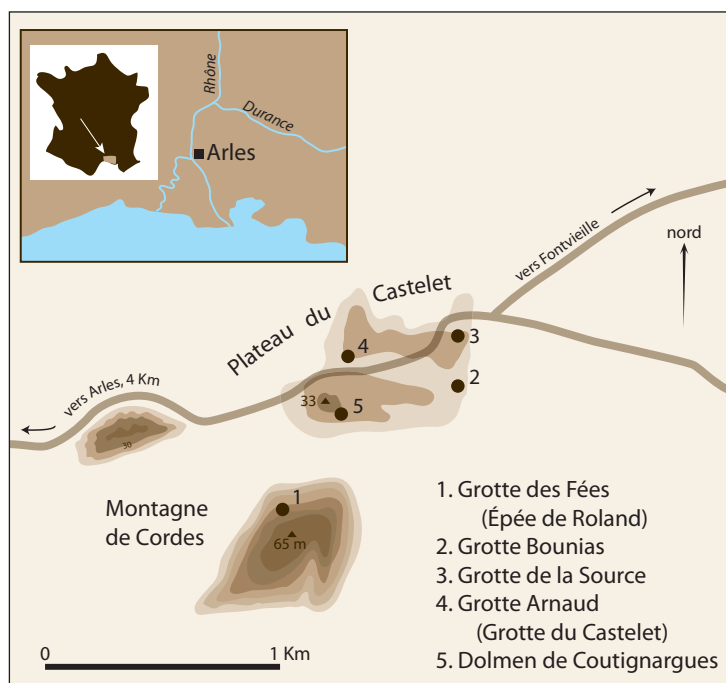 Rhône
Durance
Arles
nord
vers Fontvieille
Plateau du Castelet
3
4
2
33
5
vers Arles, 4 Km
30
1
Montagne
de Cordes
65 m
1. Grotte des Fées
(Épée de Roland)
2. Grotte Bounias
3. Grotte de la Source
4. Grotte Arnaud
(Grotte du Castelet)
5. Dolmen de Coutignargues
0
1 Km